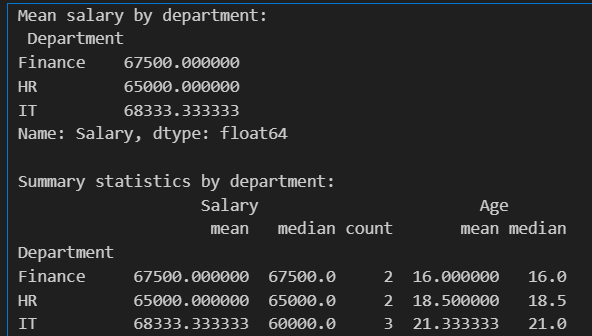 Mean salary by department:
 Department
Finance    67500.000000
HR         65000.000000
IT         68333.333333
Name: Salary, dtype: float64

Summary statistics by department:
                  Salary                      Age
                    mean   median count      mean median
Department
Finance     67500.000000  67500.0     2  16.000000   16.0
HR          65000.000000  65000.0     2  18.500000   18.5
IT          68333.333333  60000.0     3  21.333333   21.0